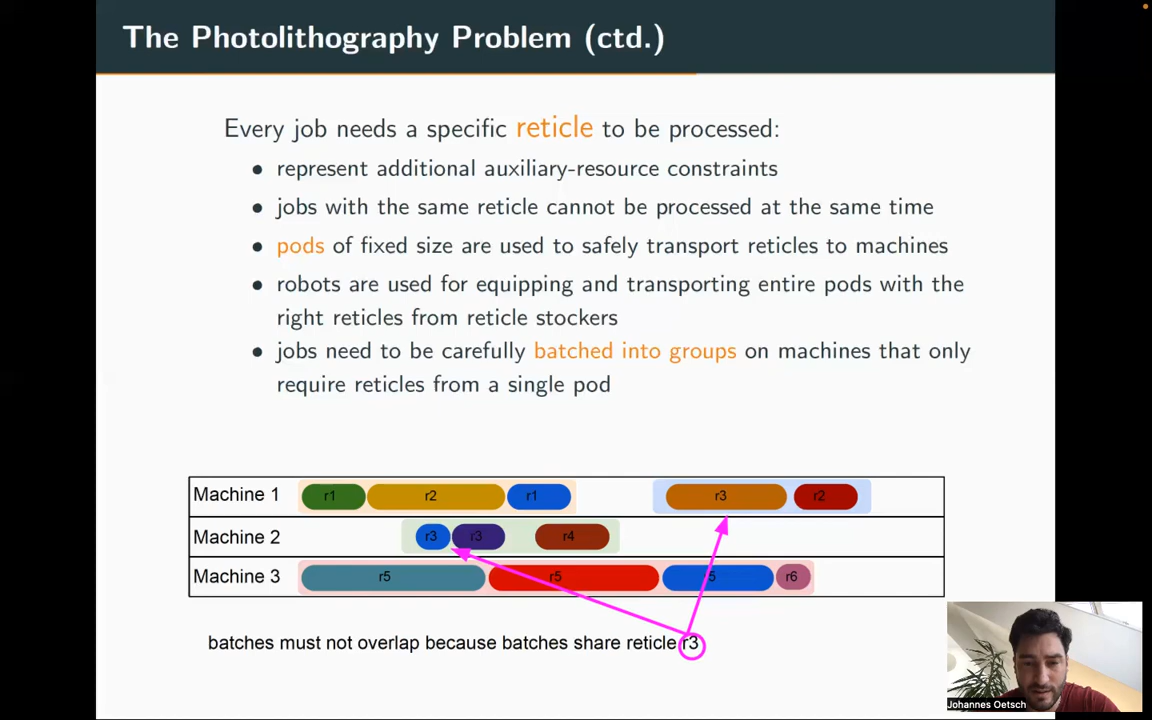 The Photolithography Problem (ctd.)
Every job needs a specific reticle to be processed:
• represent additional auxiliary-resource constraints
• jobs with the same reticle cannot be processed at the same time
• pods of fixed size are used to safely transport reticles to machines
• robots are used for equipping and transporting entire pods with the
right reticles from reticle stockers
• jobs need to be carefully batched into groups on machines that only
require reticles from a single pod
Machine 1 r1 r2 r1 r3 r2
Machine 2 r3 r3 r4
Machine 3 r5 r5 r5 r6
batches must not overlap because batches share reticle r3
Johannes Oetsch